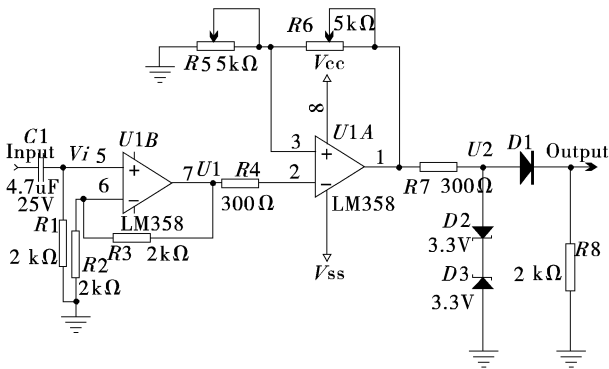 R5 5kΩ
R6
5kΩ
Vcc
8
C1
Input
4.7uF
25V
Vi
5
U1B
6
LM358
7
U1
R4
300Ω
3
2
U1A
1
LM358
Vss
R1
2 kΩ
R2
2kΩ
R3
2kΩ
R7
300Ω
U2
D1
Output
D2
3.3V
D3
3.3V
R8
2 kΩ